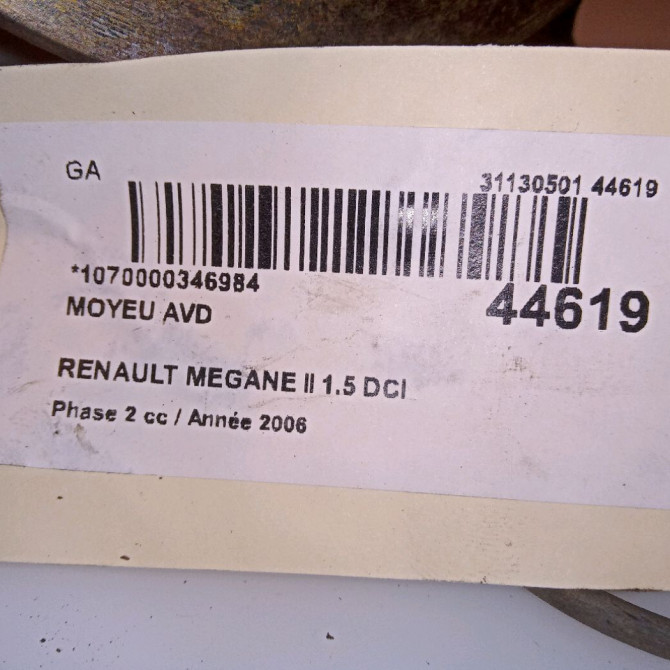 GA
31130501 44619
*1070000346984
44619
MOYEU AVD
RENAULT MEGANE II 1.5 DCI
Phase 2 cc / Année 2006